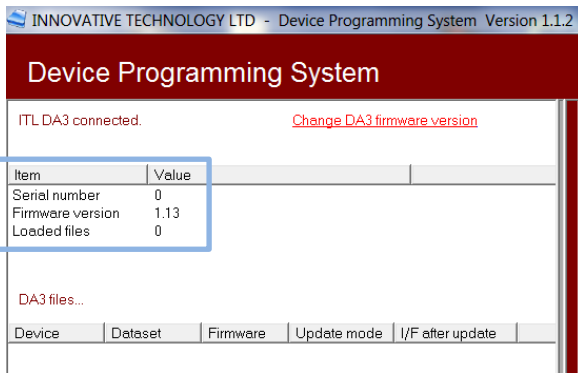 INNOVATIVE TECHNOLOGY LTD - Device Programming System Version 1.1.2
Device Programming System
ITL DA3 connected. Change DA3 firmware version
Item Value
Serial number 0
Firmware version 1.13
Loaded files 0
DA3 files...
Device Dataset Firmware Update mode I/F after update